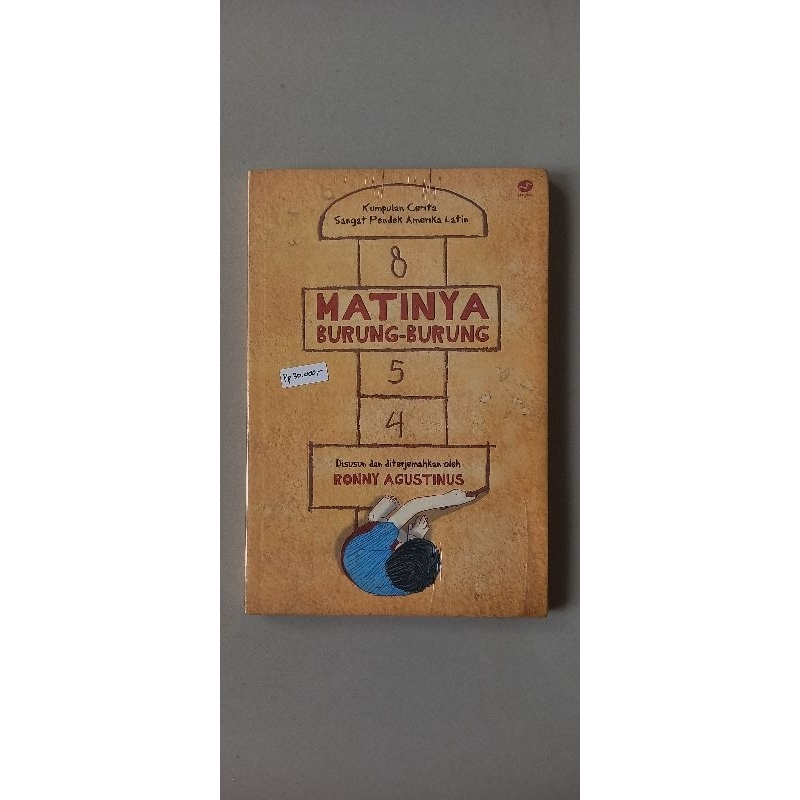 Kumpulan Cerita
Sangat Pendek Amerika Latin
8
MATINYA
BURUNG-BURUNG
Rp 30.000,-
5
4
Disusun dan diterjemahkan oleh
RONNY AGUSTINUS